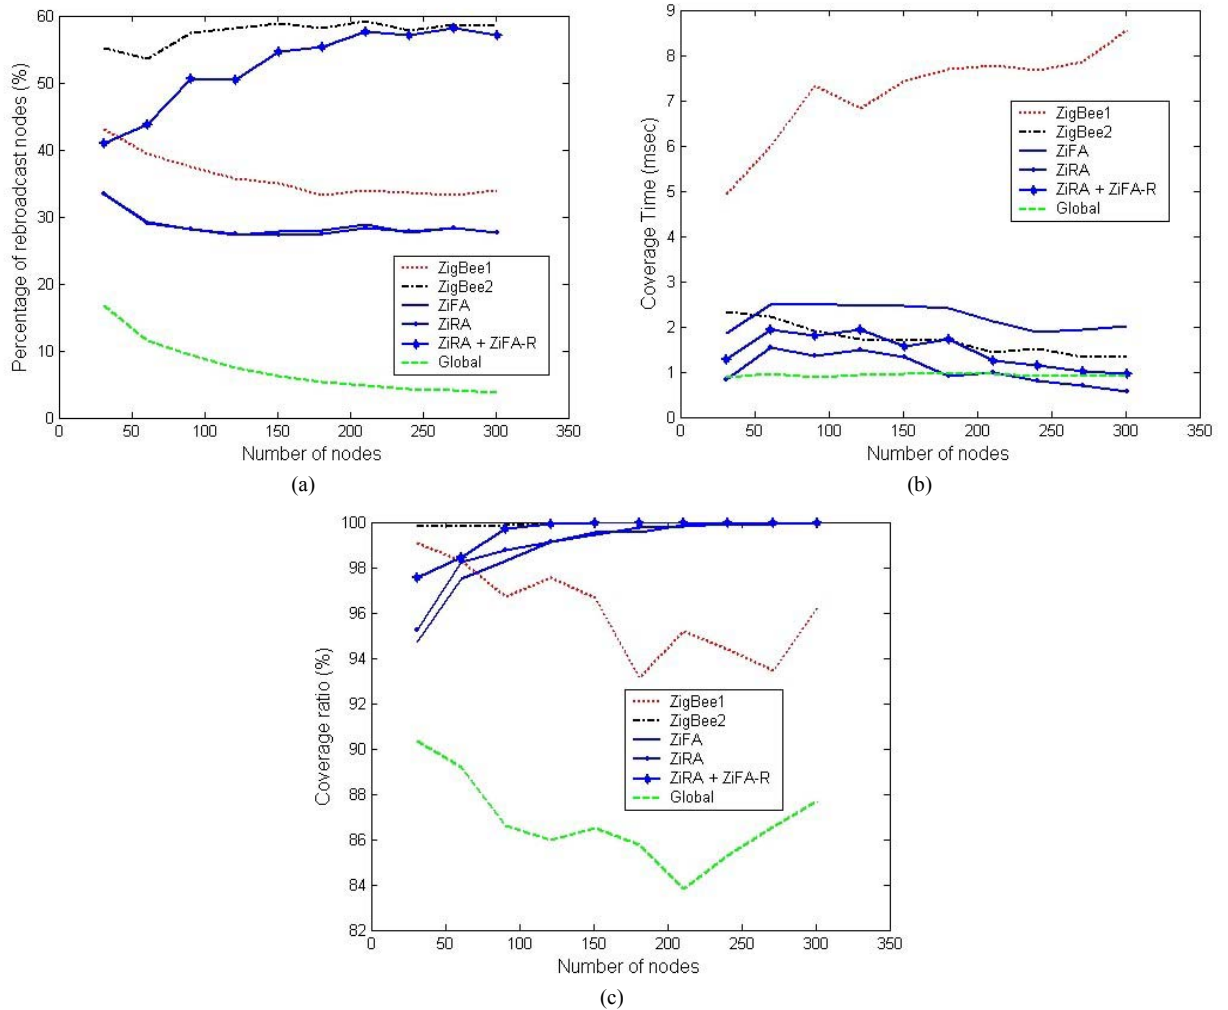 Percentage of rebroadcast nodes (%)
60
50
40
30
20
10
0
0 50 100 150 200 250 300 350
Number of nodes
ZigBee1
ZigBee2
ZiFA
ZiRA
ZiRA + ZiFA-R
Global
(a)
Coverage Time (msec)
9
8
7
6
5
4
3
2
1
0
0 50 100 150 200 250 300 350
Number of nodes
ZigBee1
ZigBee2
ZiFA
ZiRA
ZiRA + ZiFA-R
Global
(b)
Coverage ratio (%)
100
98
96
94
92
90
88
86
84
82
0 50 100 150 200 250 300 350
Number of nodes
ZigBee1
ZigBee2
ZiFA
ZiRA
ZiRA + ZiFA-R
Global
(c)